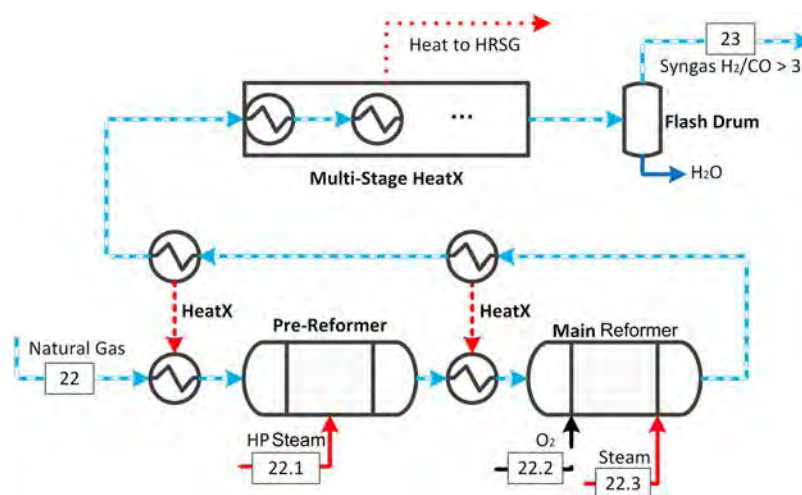 Heat to HRSG
23
Syngas H₂/CO > 3
...
Flash Drum
Multi-Stage HeatX
H₂O
HeatX
HeatX
Pre-Reformer
Main Reformer
Natural Gas
22
HP Steam
22.1
O₂
22.2
Steam
22.3